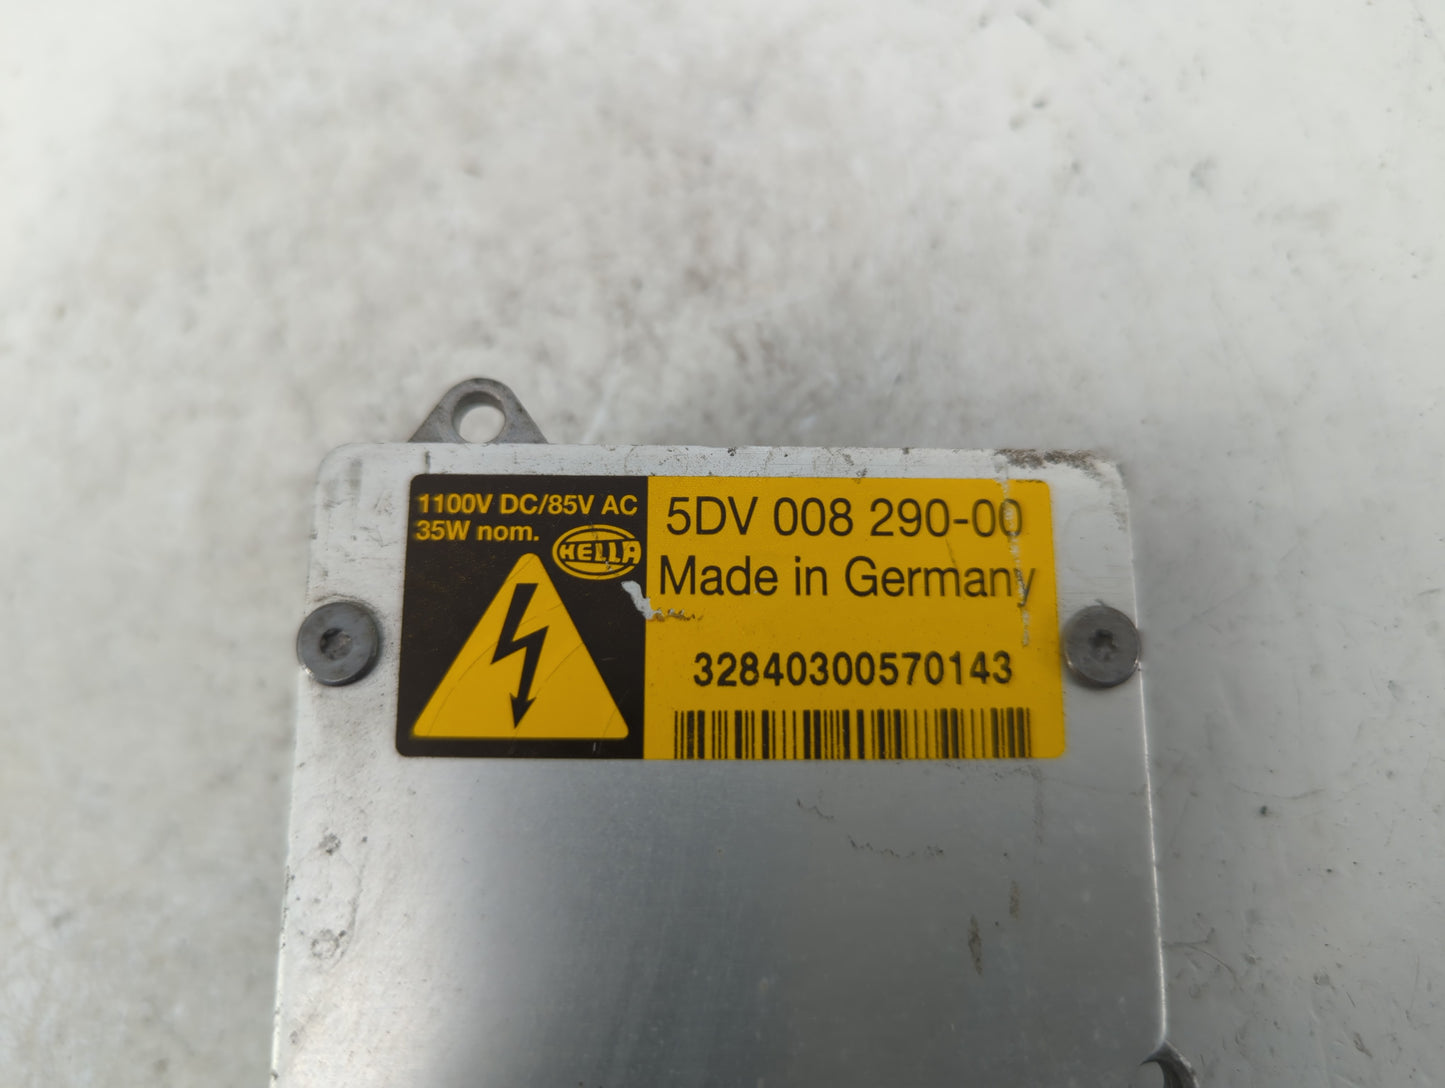 1100V DC/85V AC
35W nom.
HELLA
5DV 008 290-00
Made in Germany
32840300570143